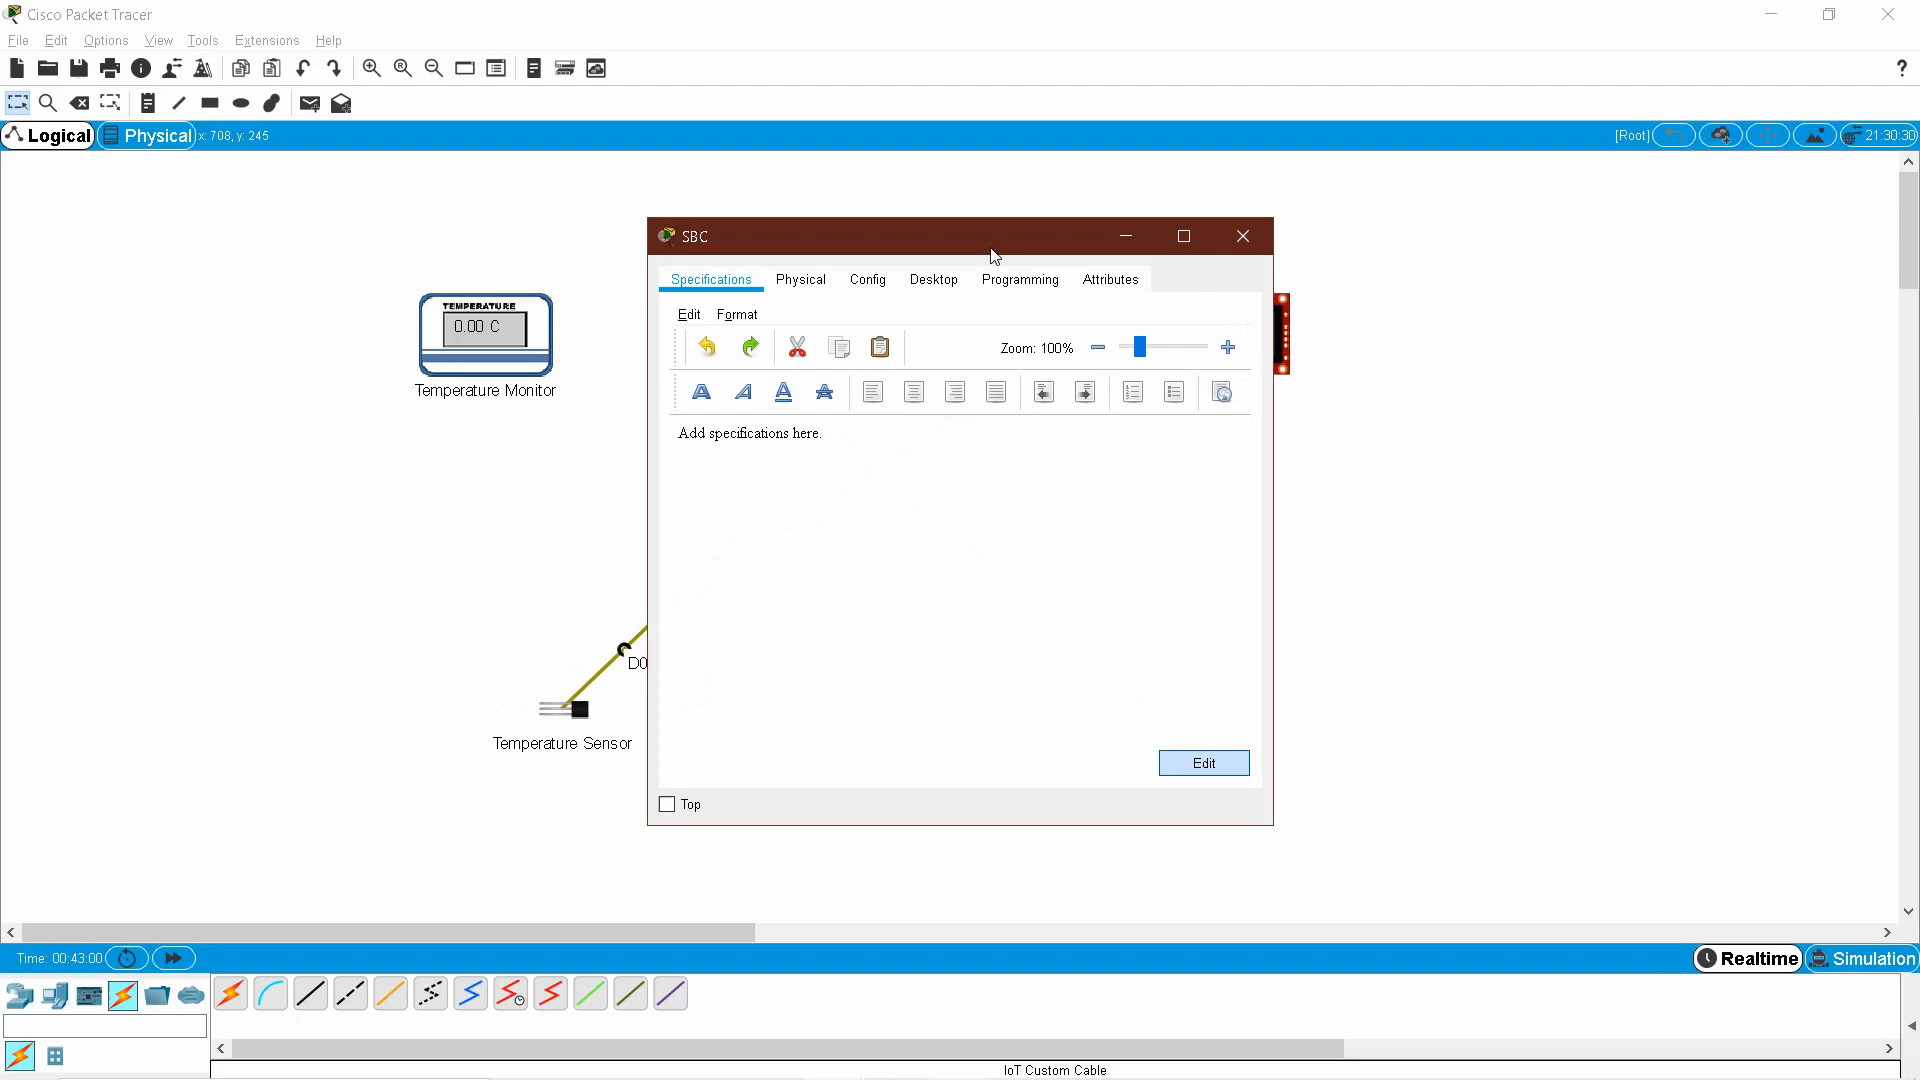 Cisco Packet Tracer
File Edit Options View Tools Extensions Help
?
Logical Physical x: 708, y: 245 [Root] 21:30:30
SBC
Specifications Physical Config Desktop Programming Attributes
Edit Format
Zoom: 100%
Add specifications here.
TEMPERATURE
0.00 C
Temperature Monitor
D0
Temperature Sensor
Edit
Top
Time: 00:43:00 Realtime Simulation
IoT Custom Cable